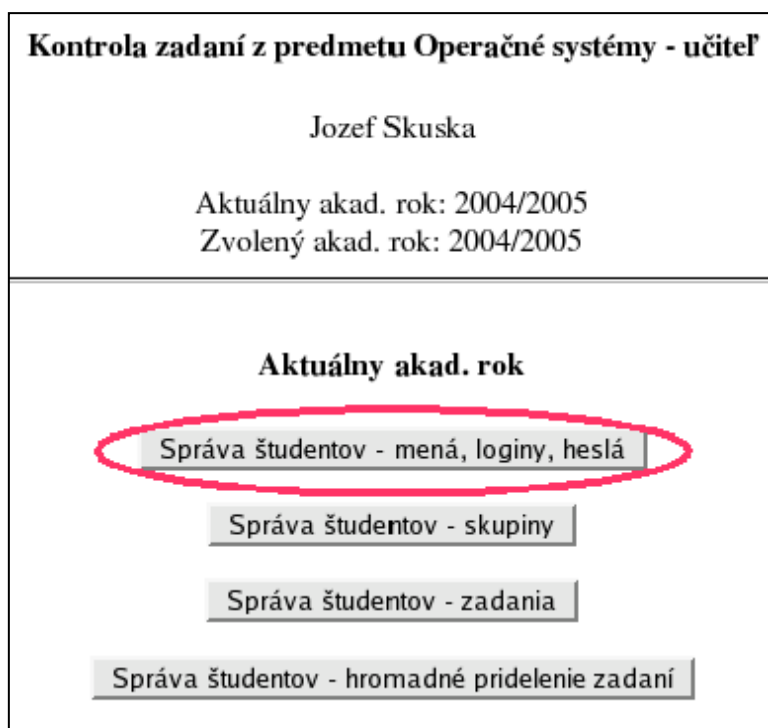 Kontrola zadaní z predmetu Operačné systémy - učiteľ
Jozef Skuska
Aktuálny akad. rok: 2004/2005
Zvolený akad. rok: 2004/2005
Aktuálny akad. rok
Správa študentov - mená, loginy, heslá
Správa študentov - skupiny
Správa študentov - zadania
Správa študentov - hromadné pridelenie zadaní